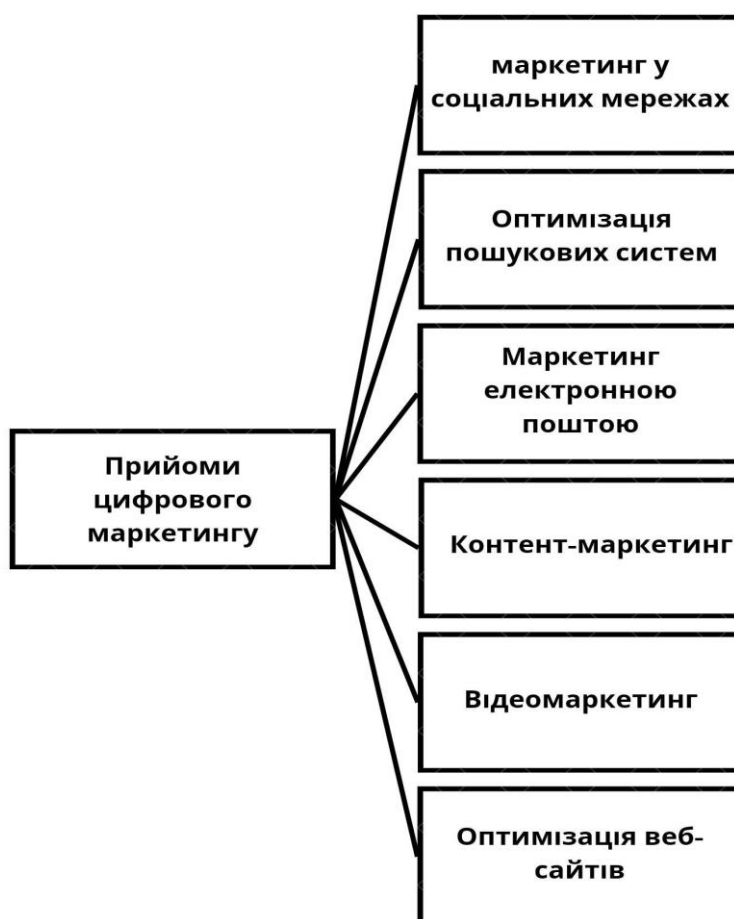 маркетинг у
соціальних мережах
Оптимізація
пошукових систем
Маркетинг
електронною
поштою
Прийоми
цифрового
маркетингу
Контент-маркетинг
Відеомаркетинг
Оптимізація веб-
сайтів